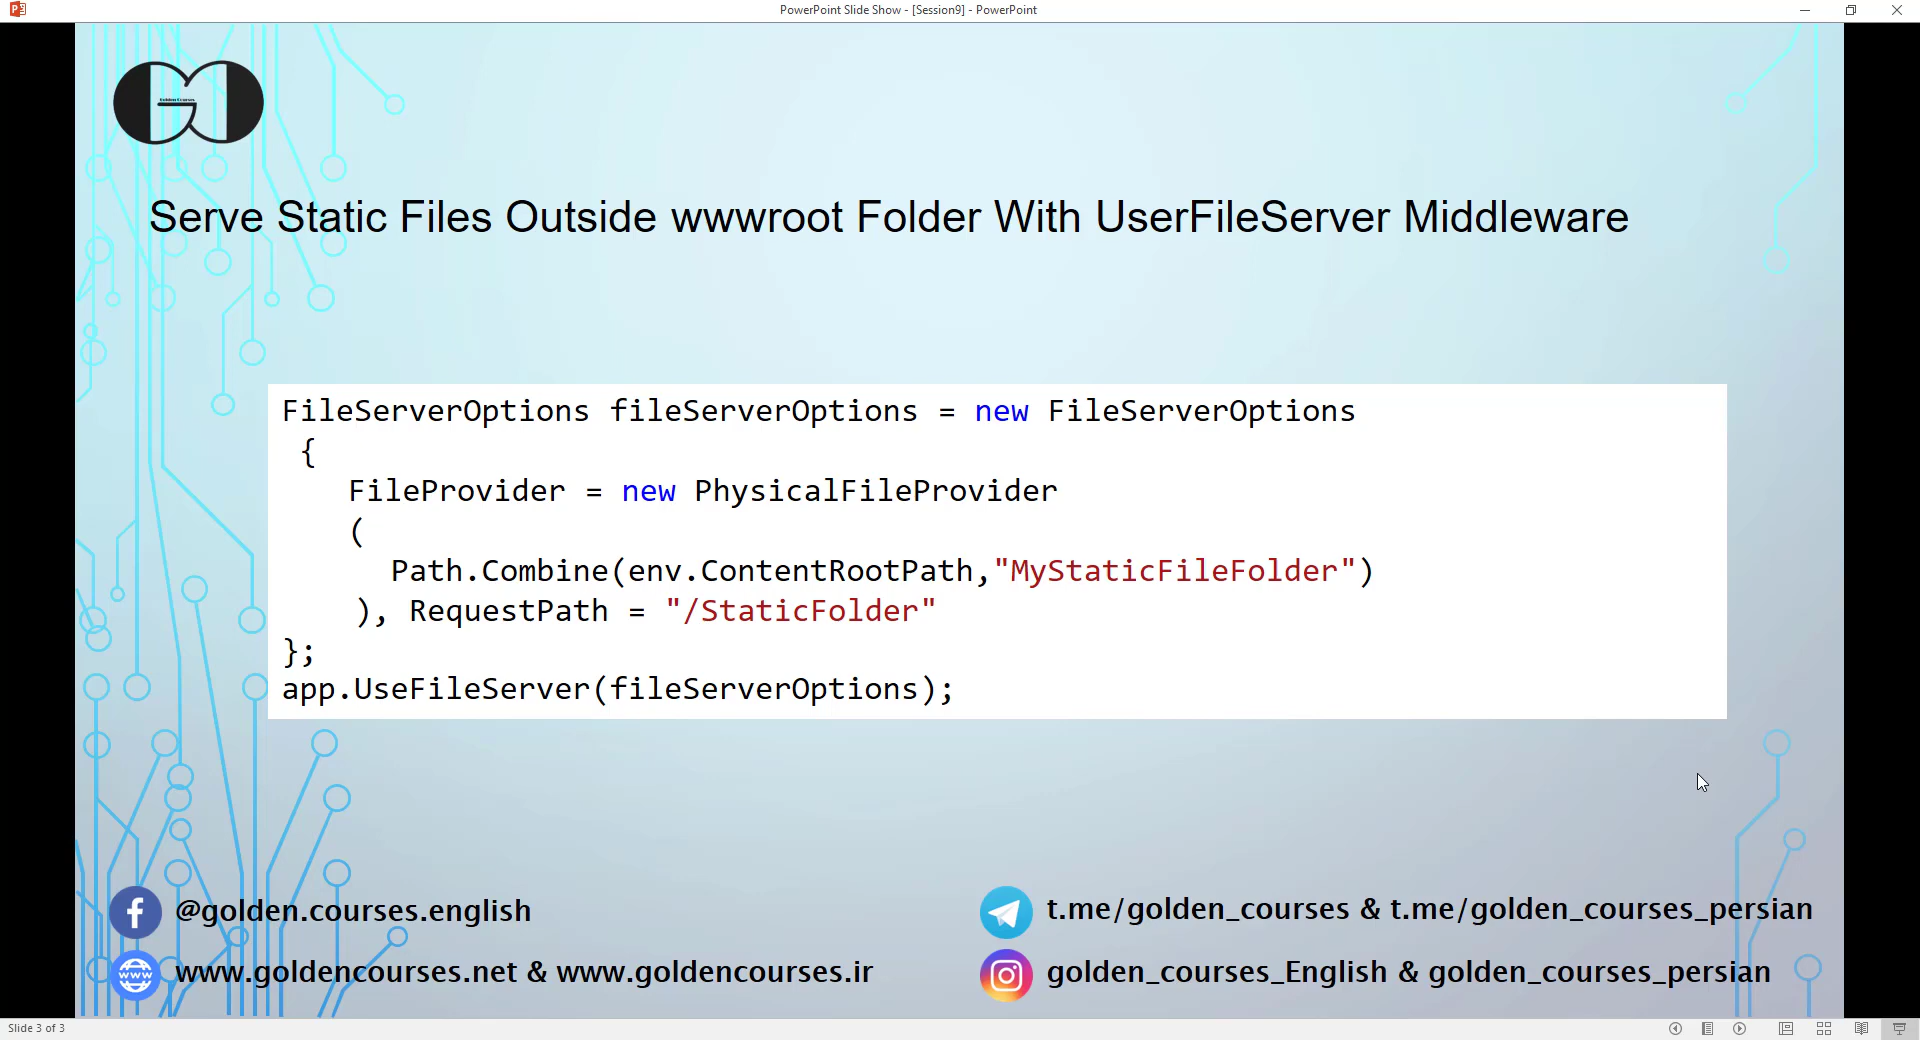 PowerPoint Slide Show - [Session9] - PowerPoint
Golden Courses
Serve Static Files Outside wwwroot Folder With UserFileServer Middleware
FileServerOptions fileServerOptions = new FileServerOptions
{
FileProvider = new PhysicalFileProvider
(
Path.Combine(env.ContentRootPath,"MyStaticFileFolder")
), RequestPath = "/StaticFolder"
};
app.UseFileServer(fileServerOptions);
@golden.courses.english
t.me/golden_courses & t.me/golden_courses_persian
www.goldencourses.net & www.goldencourses.ir
golden_courses_English & golden_courses_persian
Slide 3 of 3